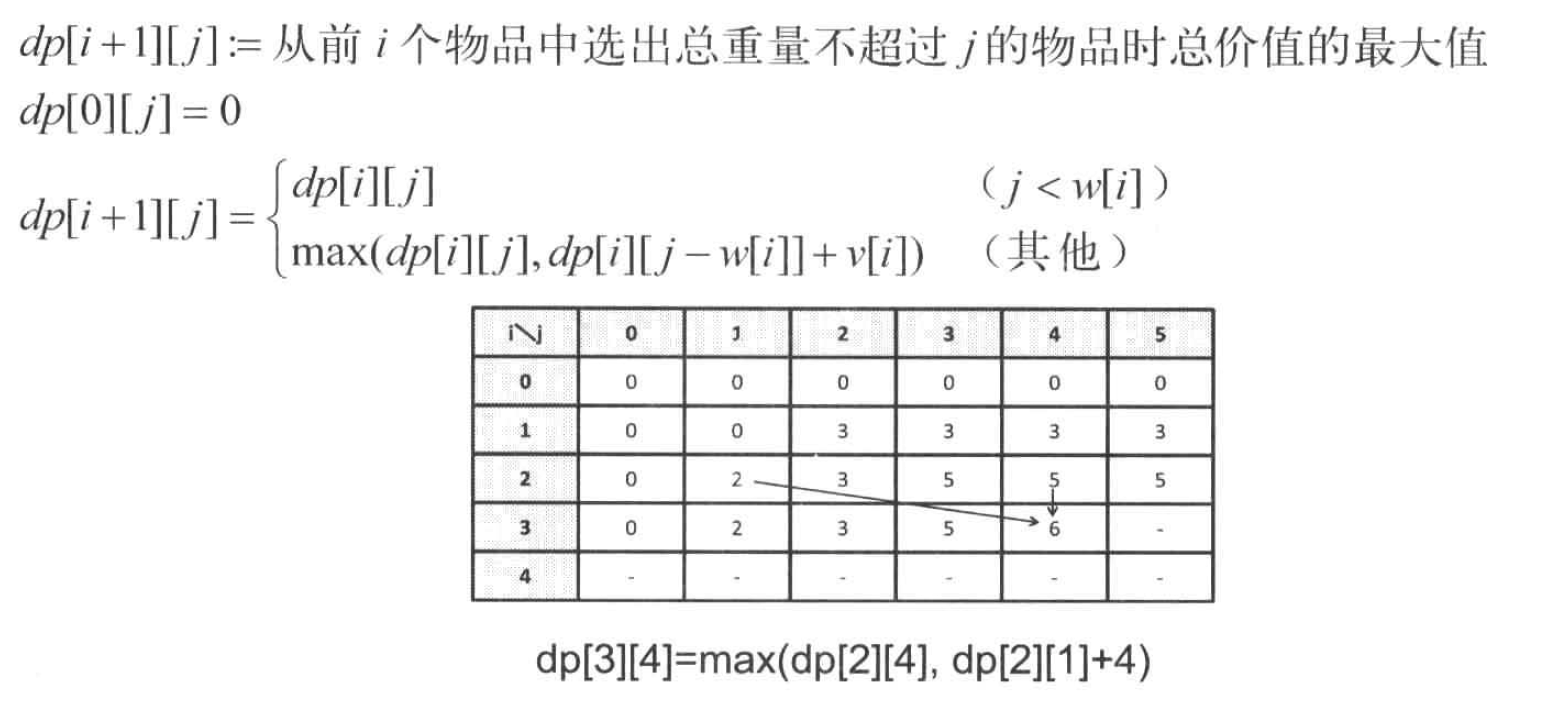 dp[i+1][j]:=从前 i 个物品中选出总重量不超过 j 的物品时总价值的最大值
dp[0][j]=0
dp[i+1][j]={dp[i][j] （j<w[i]）
max(dp[i][j],dp[i][j-w[i]]+v[i]) （其他）
i\j 0 1 2 3 4 5
0 0 0 0 0 0 0
1 0 0 3 3 3 3
2 0 2 3 5 5 5
3 0 2 3 5 6 -
4 - - - - - -
dp[3][4]=max(dp[2][4], dp[2][1]+4)